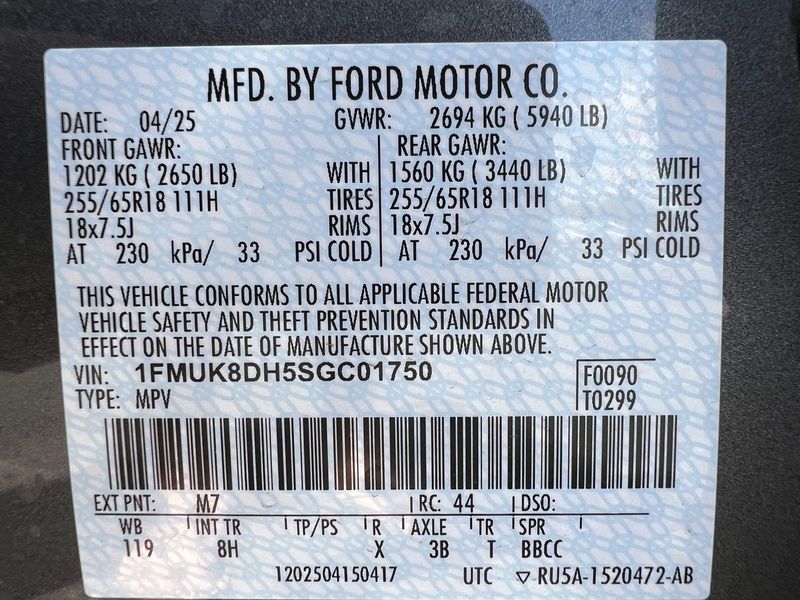 MFD. BY FORD MOTOR CO.
DATE: 04/25 GVWR: 2694 KG ( 5940 LB)
FRONT GAWR: REAR GAWR:
1202 KG ( 2650 LB) WITH 1560 KG ( 3440 LB) WITH
255/65R18 111H TIRES 255/65R18 111H TIRES
18x7.5J RIMS 18x7.5J RIMS
AT 230 kPa/ 33 PSI COLD AT 230 kPa/ 33 PSI COLD
THIS VEHICLE CONFORMS TO ALL APPLICABLE FEDERAL MOTOR
VEHICLE SAFETY AND THEFT PREVENTION STANDARDS IN
EFFECT ON THE DATE OF MANUFACTURE SHOWN ABOVE.
VIN: 1FMUK8DH5SGC01750 F0090
TYPE: MPV T0299
EXT PNT: M7 RC: 44 DSO:
WB INT TR TP/PS R AXLE TR SPR
119 8H X 3B T BBCC
1202504150417 UTC ▽ RU5A-1520472-AB